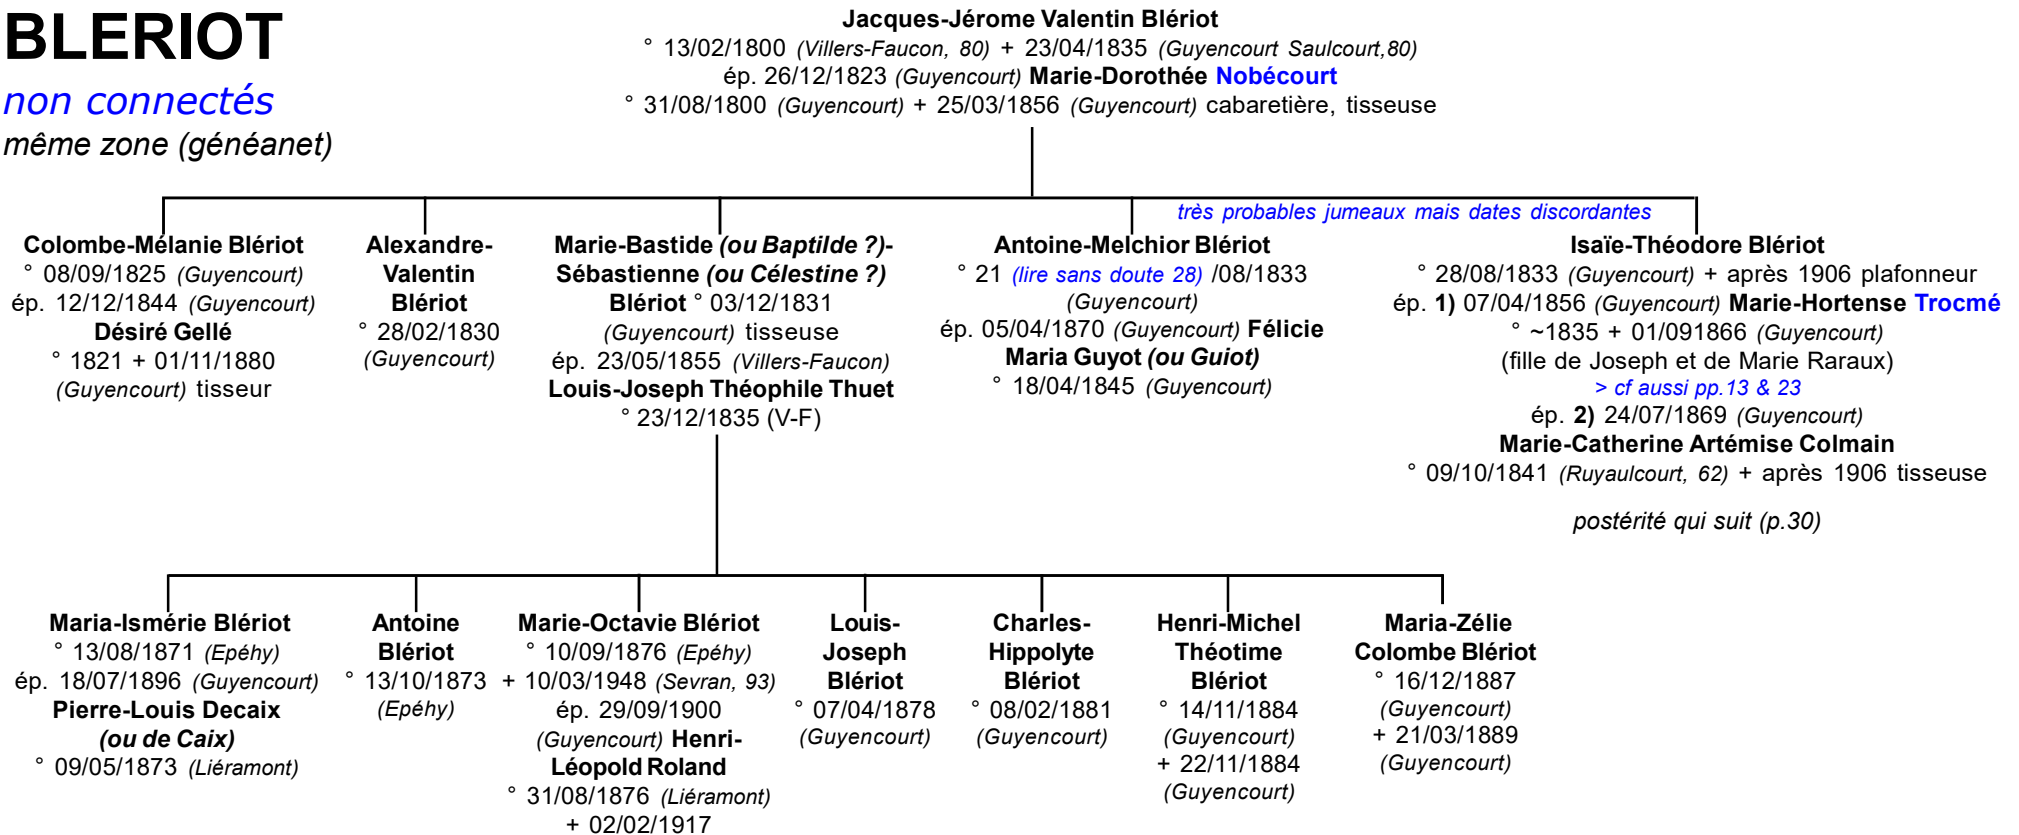 BLERIOT
non connectés
même zone (généanet)
Jacques-Jérome Valentin Blériot
° 13/02/1800 (Villers-Faucon, 80) + 23/04/1835 (Guyencourt Saulcourt,80)
ép. 26/12/1823 (Guyencourt) Marie-Dorothée Nobécourt
° 31/08/1800 (Guyencourt) + 25/03/1856 (Guyencourt) cabaretière, tisseuse
très probables jumeaux mais dates discordantes
Colombe-Mélanie Blériot
° 08/09/1825 (Guyencourt)
ép. 12/12/1844 (Guyencourt)
Désiré Gellé
° 1821 + 01/11/1880
(Guyencourt) tisseur
Alexandre-
Valentin
Blériot
° 28/02/1830
(Guyencourt)
Marie-Bastide (ou Baptilde ?)-
Sébastienne (ou Célestine ?)
Blériot ° 03/12/1831
(Guyencourt) tisseuse
ép. 23/05/1855 (Villers-Faucon)
Louis-Joseph Théophile Thuet
° 23/12/1835 (V-F)
Antoine-Melchior Blériot
° 21 (lire sans doute 28) /08/1833
(Guyencourt)
ép. 05/04/1870 (Guyencourt) Félicie
Maria Guyot (ou Guiot)
° 18/04/1845 (Guyencourt)
Isaïe-Théodore Blériot
° 28/08/1833 (Guyencourt) + après 1906 plafonneur
ép. 1) 07/04/1856 (Guyencourt) Marie-Hortense Trocmé
° ~1835 + 01/091866 (Guyencourt)
(fille de Joseph et de Marie Raraux)
> cf aussi pp.13 & 23
ép. 2) 24/07/1869 (Guyencourt)
Marie-Catherine Artémise Colmain
° 09/10/1841 (Ruyaulcourt, 62) + après 1906 tisseuse
postérité qui suit (p.30)
Maria-Ismérie Blériot
° 13/08/1871 (Epéhy)
ép. 18/07/1896 (Guyencourt)
Pierre-Louis Decaix
(ou de Caix)
° 09/05/1873 (Liéramont)
Antoine
Blériot
° 13/10/1873
(Epéhy)
Marie-Octavie Blériot
° 10/09/1876 (Epéhy)
+ 10/03/1948 (Sevran, 93)
ép. 29/09/1900
(Guyencourt) Henri-
Léopold Roland
° 31/08/1876 (Liéramont)
+ 02/02/1917
Louis-
Joseph
Blériot
° 07/04/1878
(Guyencourt)
Charles-
Hippolyte
Blériot
° 08/02/1881
(Guyencourt)
Henri-Michel
Théotime
Blériot
° 14/11/1884
(Guyencourt)
+ 22/11/1884
(Guyencourt)
Maria-Zélie
Colombe Blériot
° 16/12/1887
(Guyencourt)
+ 21/03/1889
(Guyencourt)